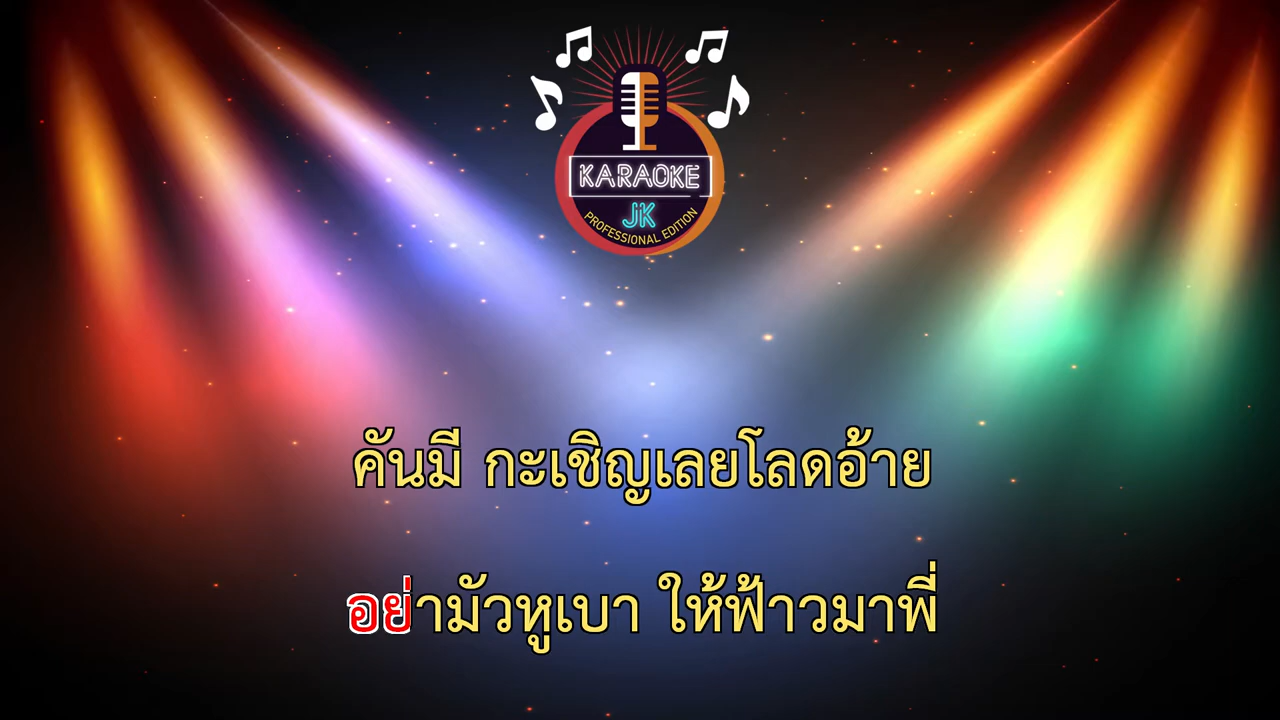 KARAOKE
JK
PROFESSIONAL EDITION
คันมี กะเชิญเลยโลดอ้าย
อย่ามัวหูเบา ให้ฟ้าวมาพี่